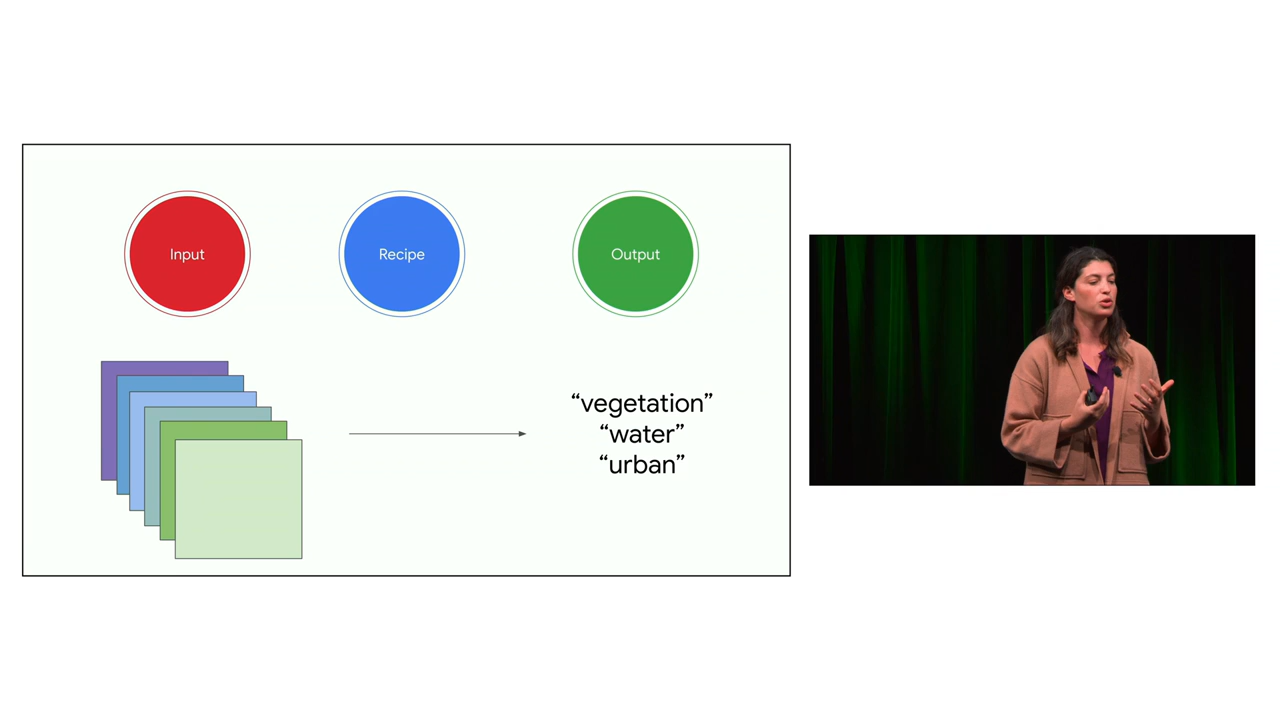 Input
Recipe
Output
“vegetation”
“water”
“urban”